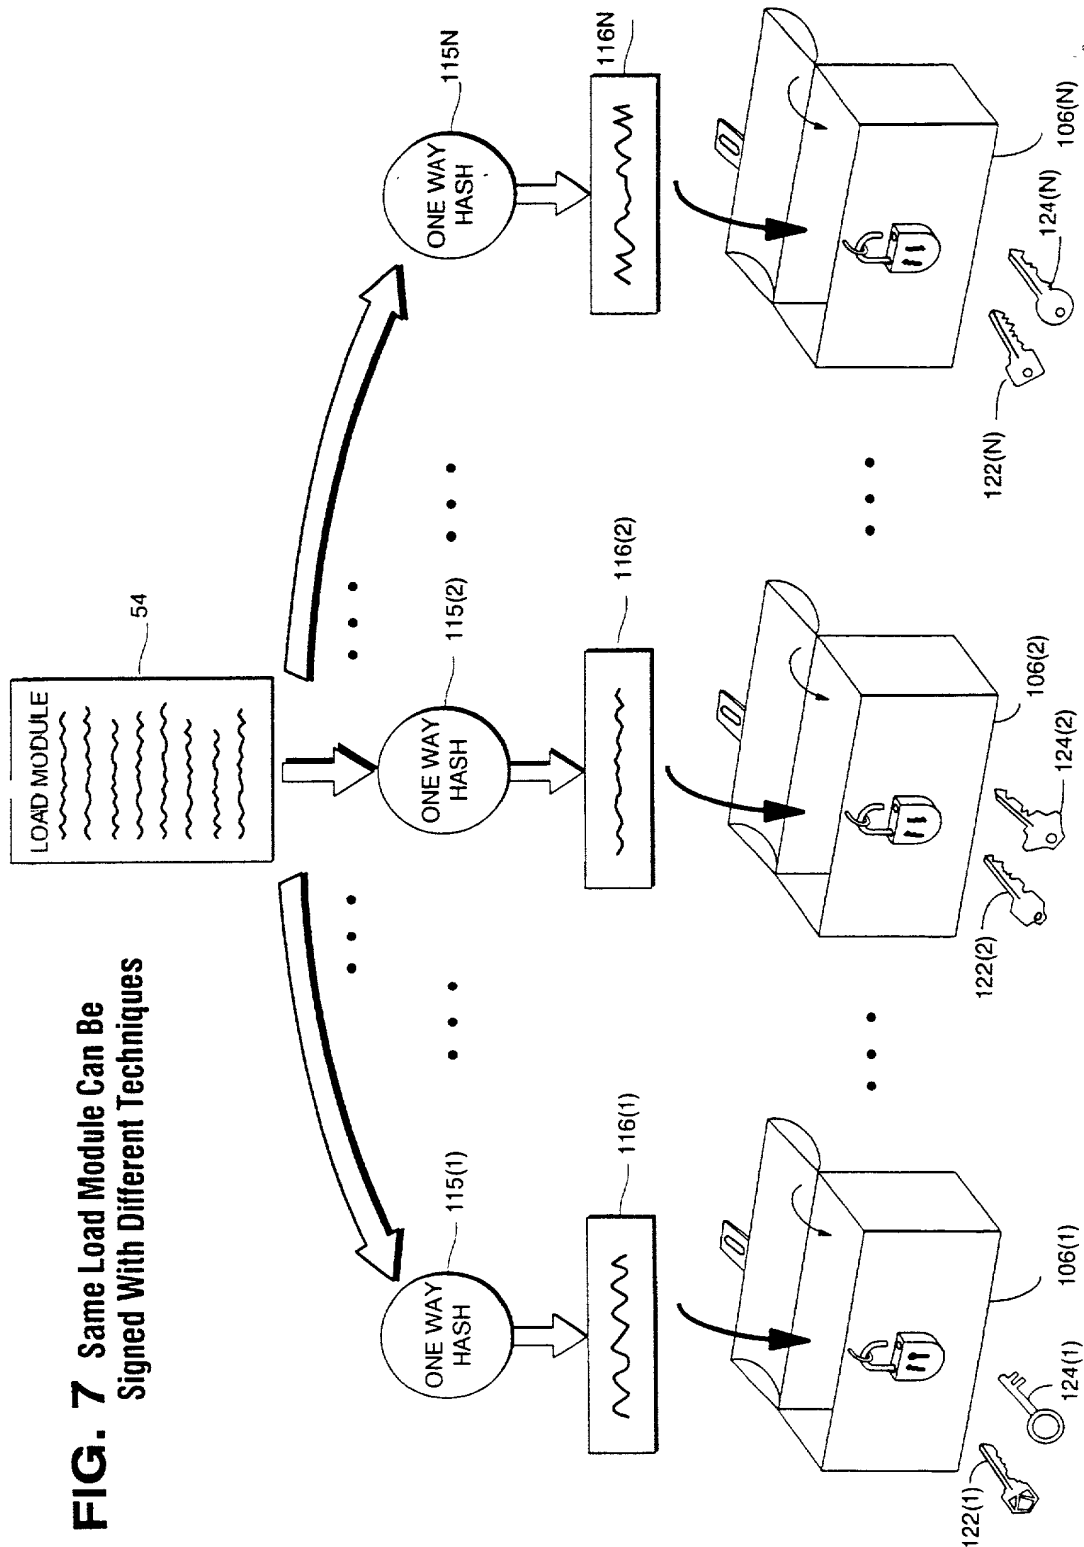 FIG. 7 Same Load Module Can Be
Signed With Different Techniques
LOAD MODULE
54
ONE WAY
HASH
115(1)
ONE WAY
HASH
115(2)
ONE WAY
HASH
115N
116(1)
116(2)
116N
106(1)
122(1)
124(1)
106(2)
122(2)
124(2)
106(N)
122(N)
124(N)